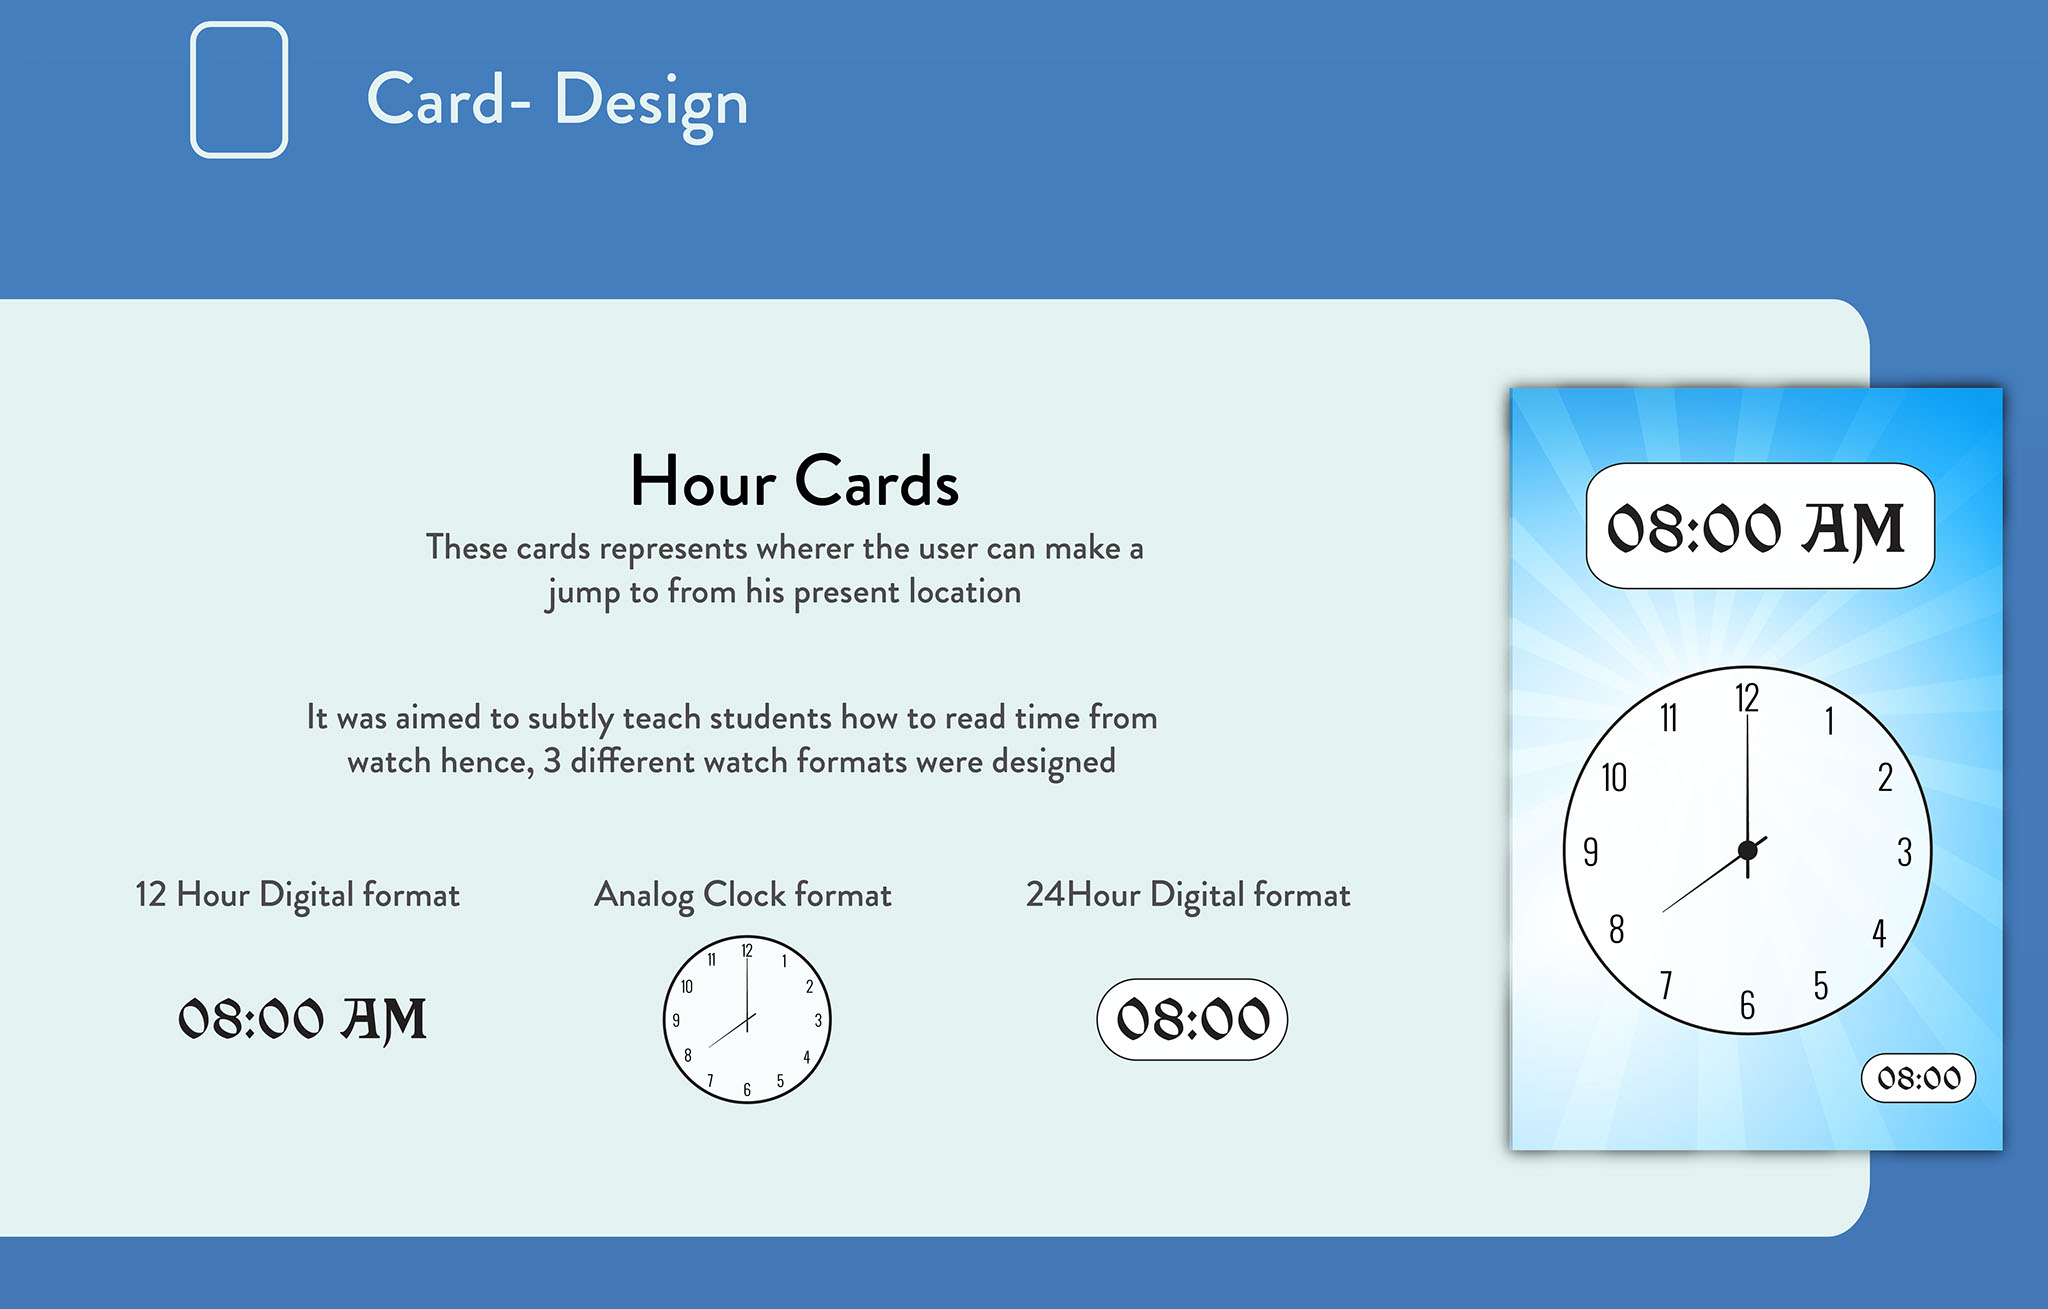 Card- Design
Hour Cards
These cards represents wherer the user can make a
jump to from his present location
It was aimed to subtly teach students how to read time from
watch hence, 3 different watch formats were designed
12 Hour Digital format
08:00 AM
Analog Clock format
12
1
2
3
4
5
6
7
8
9
10
11
24Hour Digital format
08:00
08:00 AM
12
1
2
3
4
5
6
7
8
9
10
11
08:00